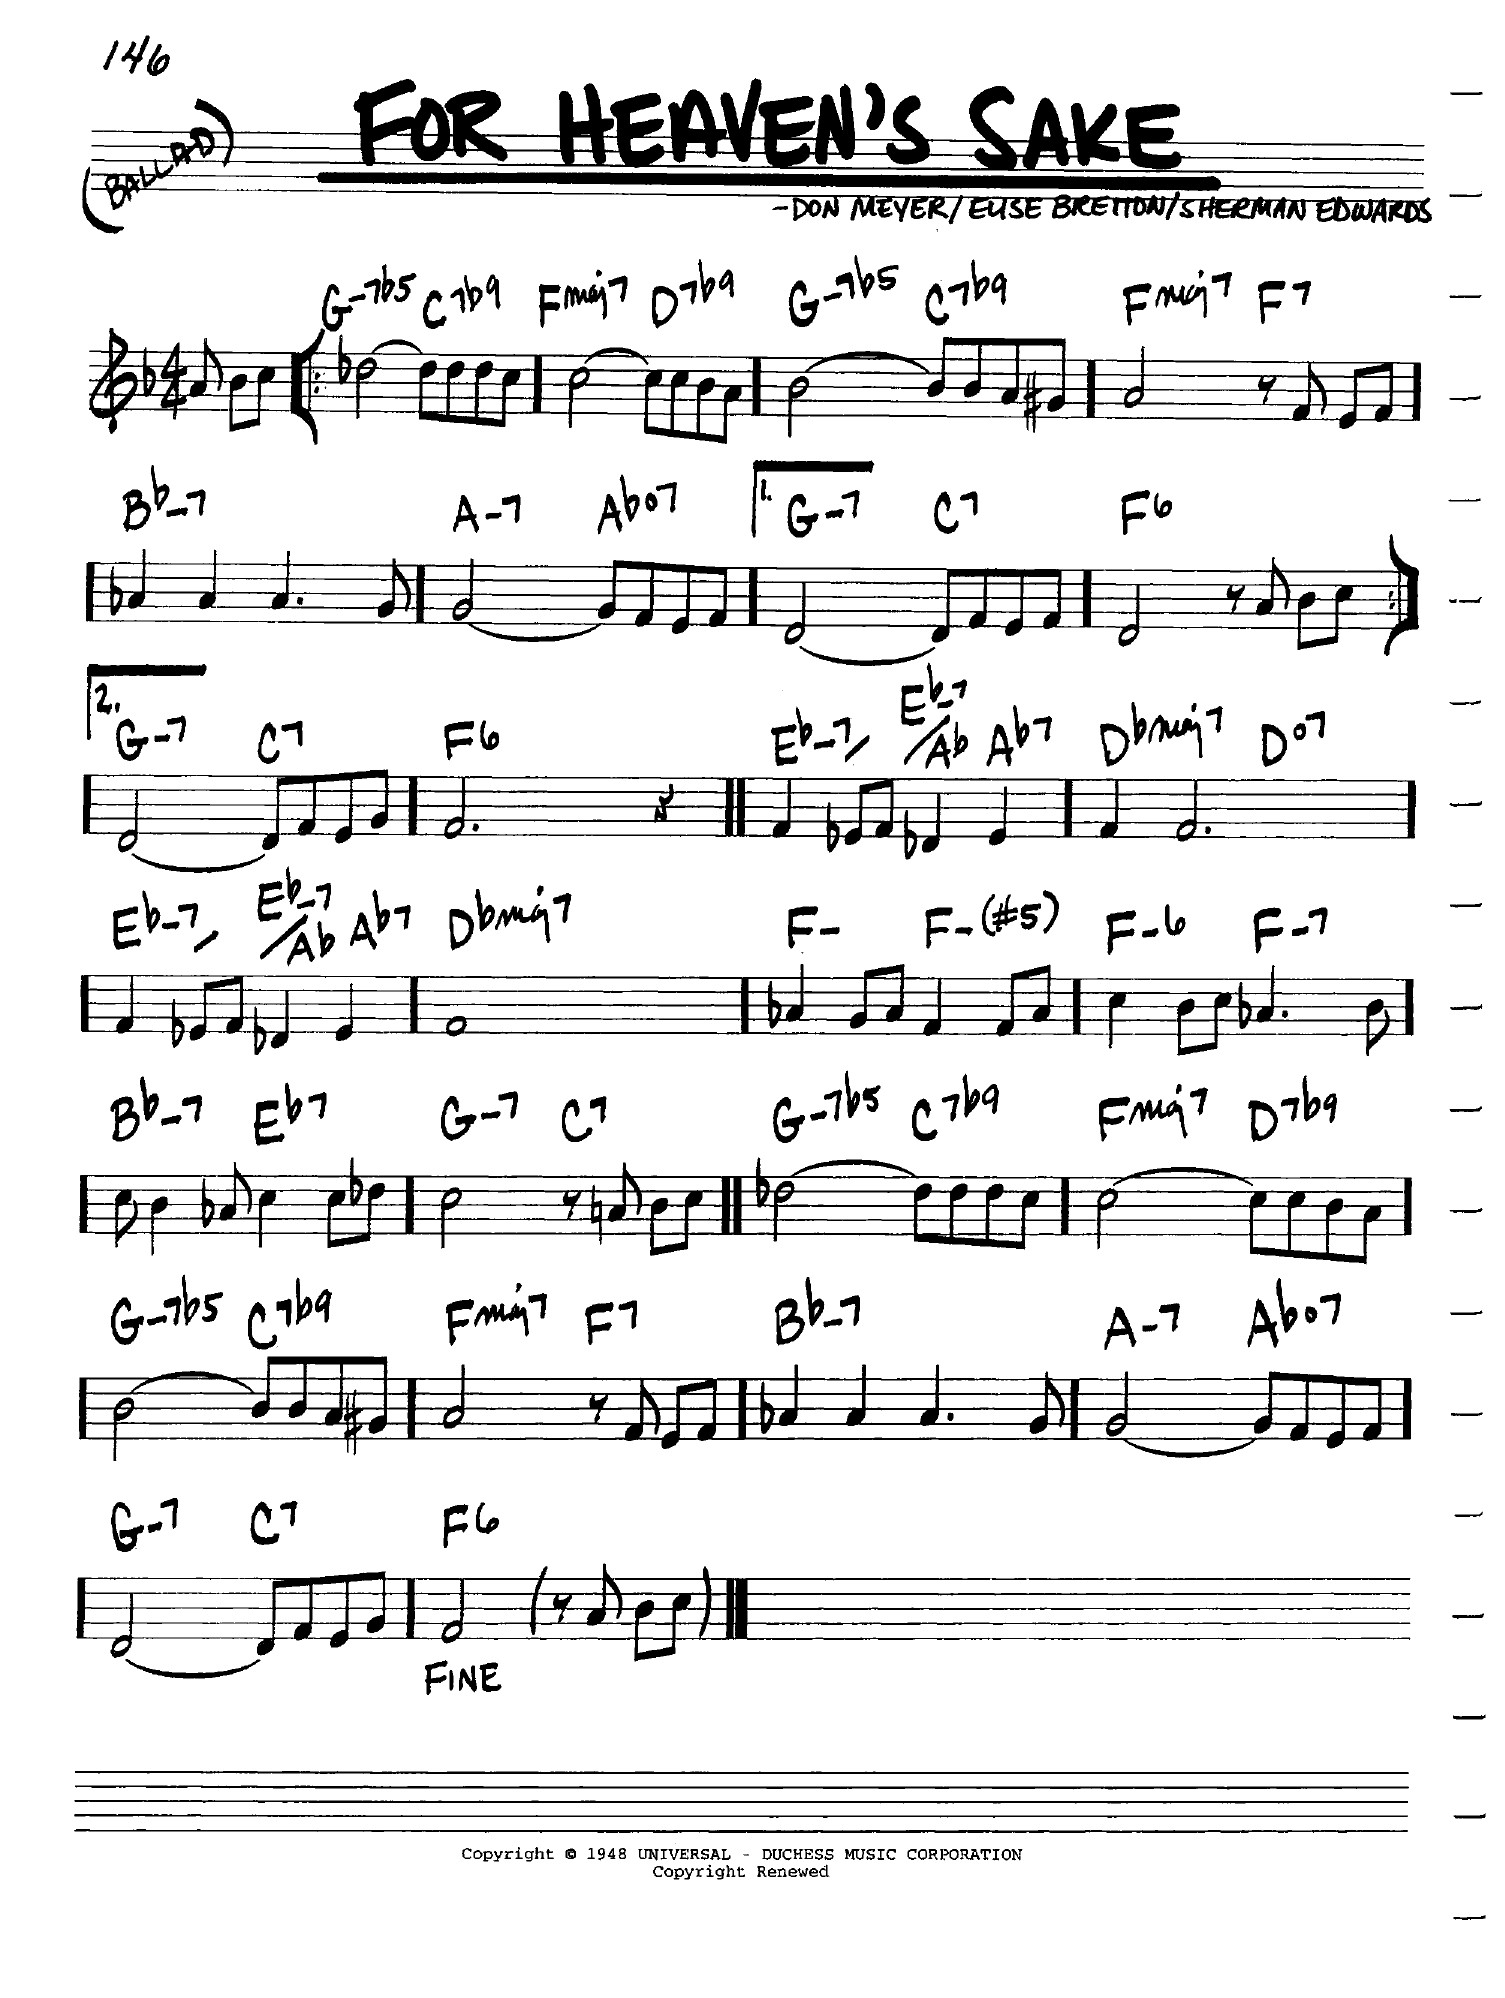 146
FOR HEAVEN'S SAKE
(BALLAD)
-DON MEYER/ELISE BRETTON/SHERMAN EDWARDS
G-7b5 C7b9 Fmaj7 D7b9 G-7b5 C7b9 Fmaj7 F7
4/4
Bb-7 A-7 Abo7 1. G-7 C7 F6
2. G-7 C7 F6 Eb-7/ Eb-7/Ab Ab7 Dbmaj7 Do7
Eb-7/ Eb-7/Ab Ab7 Dbmaj7 F- F-(#5) F-6 F-7
Bb-7 Eb7 G-7 C7 G-7b5 C7b9 Fmaj7 D7b9
G-7b5 C7b9 Fmaj7 F7 Bb-7 A-7 Abo7
G-7 C7 F6
FINE
Copyright © 1948 UNIVERSAL - DUCHESS MUSIC CORPORATION
Copyright Renewed